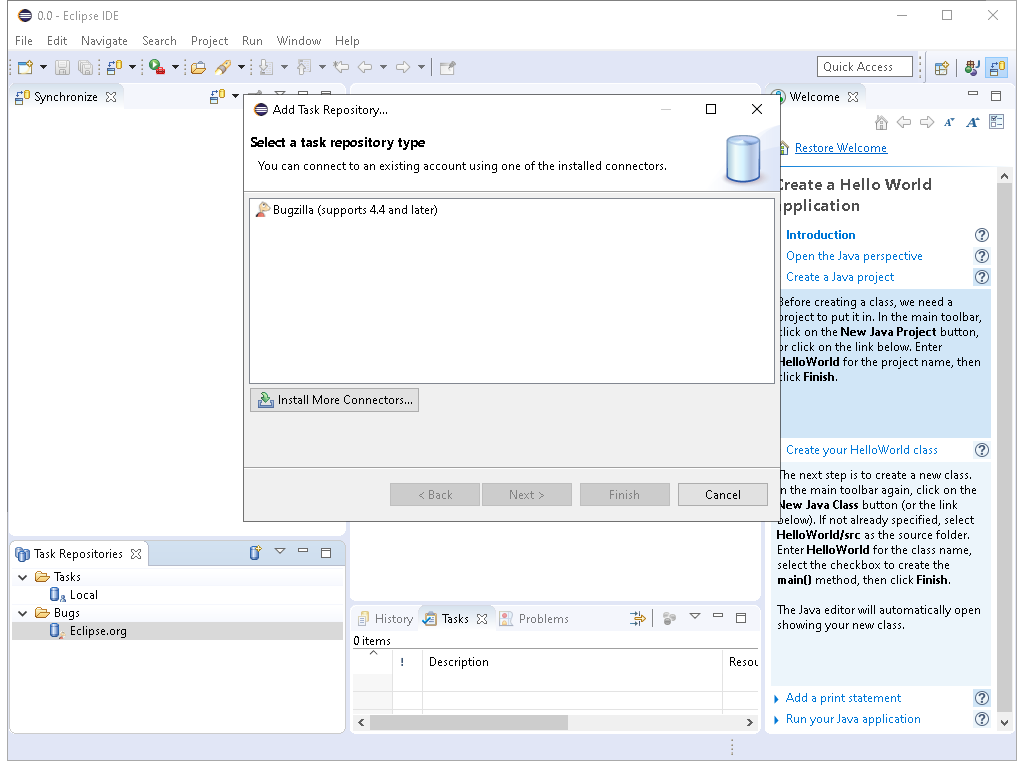 0.0 - Eclipse IDE
File Edit Navigate Search Project Run Window Help
Quick Access
Synchronize
Welcome
Add Task Repository...
Select a task repository type
You can connect to an existing account using one of the installed connectors.
Bugzilla (supports 4.4 and later)
Install More Connectors...
< Back Next > Finish Cancel
Restore Welcome
Create a Hello World
application
Introduction
Open the Java perspective
Create a Java project
Before creating a class, we need a
project to put it in. In the main toolbar,
click on the New Java Project button,
or click on the link below. Enter
HelloWorld for the project name, then
click Finish.
Create your HelloWorld class
The next step is to create a new class.
In the main toolbar again, click on the
New Java Class button (or the link
below). If not already specified, select
HelloWorld/src as the source folder.
Enter HelloWorld for the class name,
select the checkbox to create the
main() method, then click Finish.
The Java editor will automatically open
showing your new class.
Add a print statement
Run your Java application
Task Repositories
Tasks
Local
Bugs
Eclipse.org
History Tasks Problems
0 items
! Description Resou